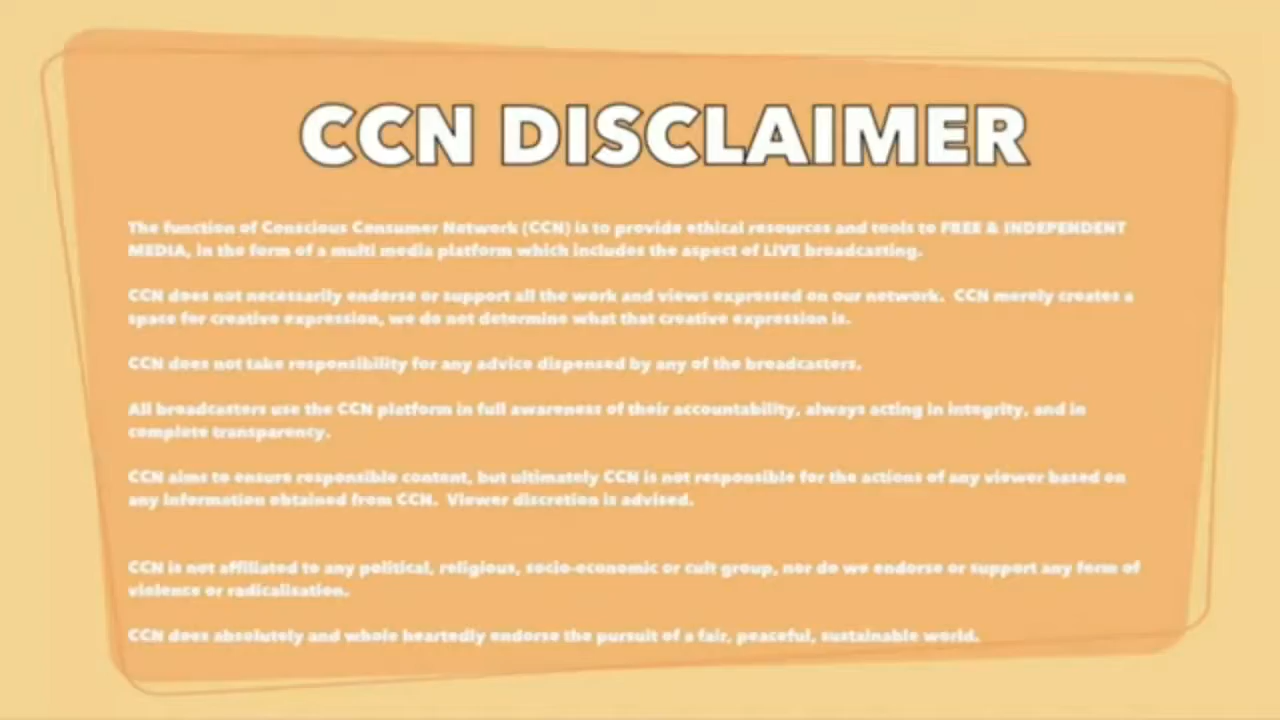 CCN DISCLAIMER
The function of Conscious Consumer Network (CCN) is to provide ethical resources and tools to FREE & INDEPENDENT
MEDIA, in the form of a multi media platform which includes the aspect of LIVE broadcasting.
CCN does not necessarily endorse or support all the work and views expressed on our network.  CCN merely creates a
space for creative expression, we do not determine what that creative expression is.
CCN does not take responsibility for any advice dispensed by any of the broadcasters.
All broadcasters use the CCN platform in full awareness of their accountability, always acting in integrity, and in
complete transparency.
CCN aims to ensure responsible content, but ultimately CCN is not responsible for the actions of any viewer based on
any information obtained from CCN.  Viewer discretion is advised.
CCN is not affiliated to any political, religious, socio-economic or cult group, nor do we endorse or support any form of
violence or radicalisation.
CCN does absolutely and whole heartedly endorse the pursuit of a fair, peaceful, sustainable world.